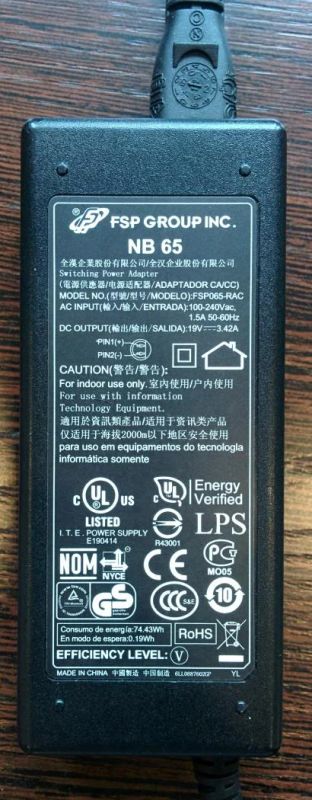 FSP GROUP INC.
NB 65
全漢企業股份有限公司/全汉企业股份有限公司
Switching Power Adapter
(電源供應器/电源适配器/ADAPTADOR CA/CC)
MODEL NO.(型號/型号/MODELO):FSP065-RAC
AC INPUT(輸入/输入/ENTRADA):100-240Vac,
1.5A 50-60Hz
DC OUTPUT(輸出/输出/SALIDA):19V⎓3.42A
PIN1(+)
PIN2(-)
CAUTION(警告/警告):
For indoor use only. 室內使用/户内使用
For use with information
Technology Equipment.
適用於資訊類產品/适用于资讯类产品
仅适用于海拔2000m以下地区安全使用
para uso em equipamentos do tecnologia
informática somente
C UL US
LISTED
I.T.E. POWER SUPPLY
E190414
UL
Energy
Verified
R43001
LPS
NOM
NYCE
CCC
S&E
MO05
10
TÜV
GS
Consumo de energía:74.43Wh
En modo de espera:0.19Wh
RoHS
EFFICIENCY LEVEL: V
MADE IN CHINA 中國製造 中国制造 6LL0687602GP YL